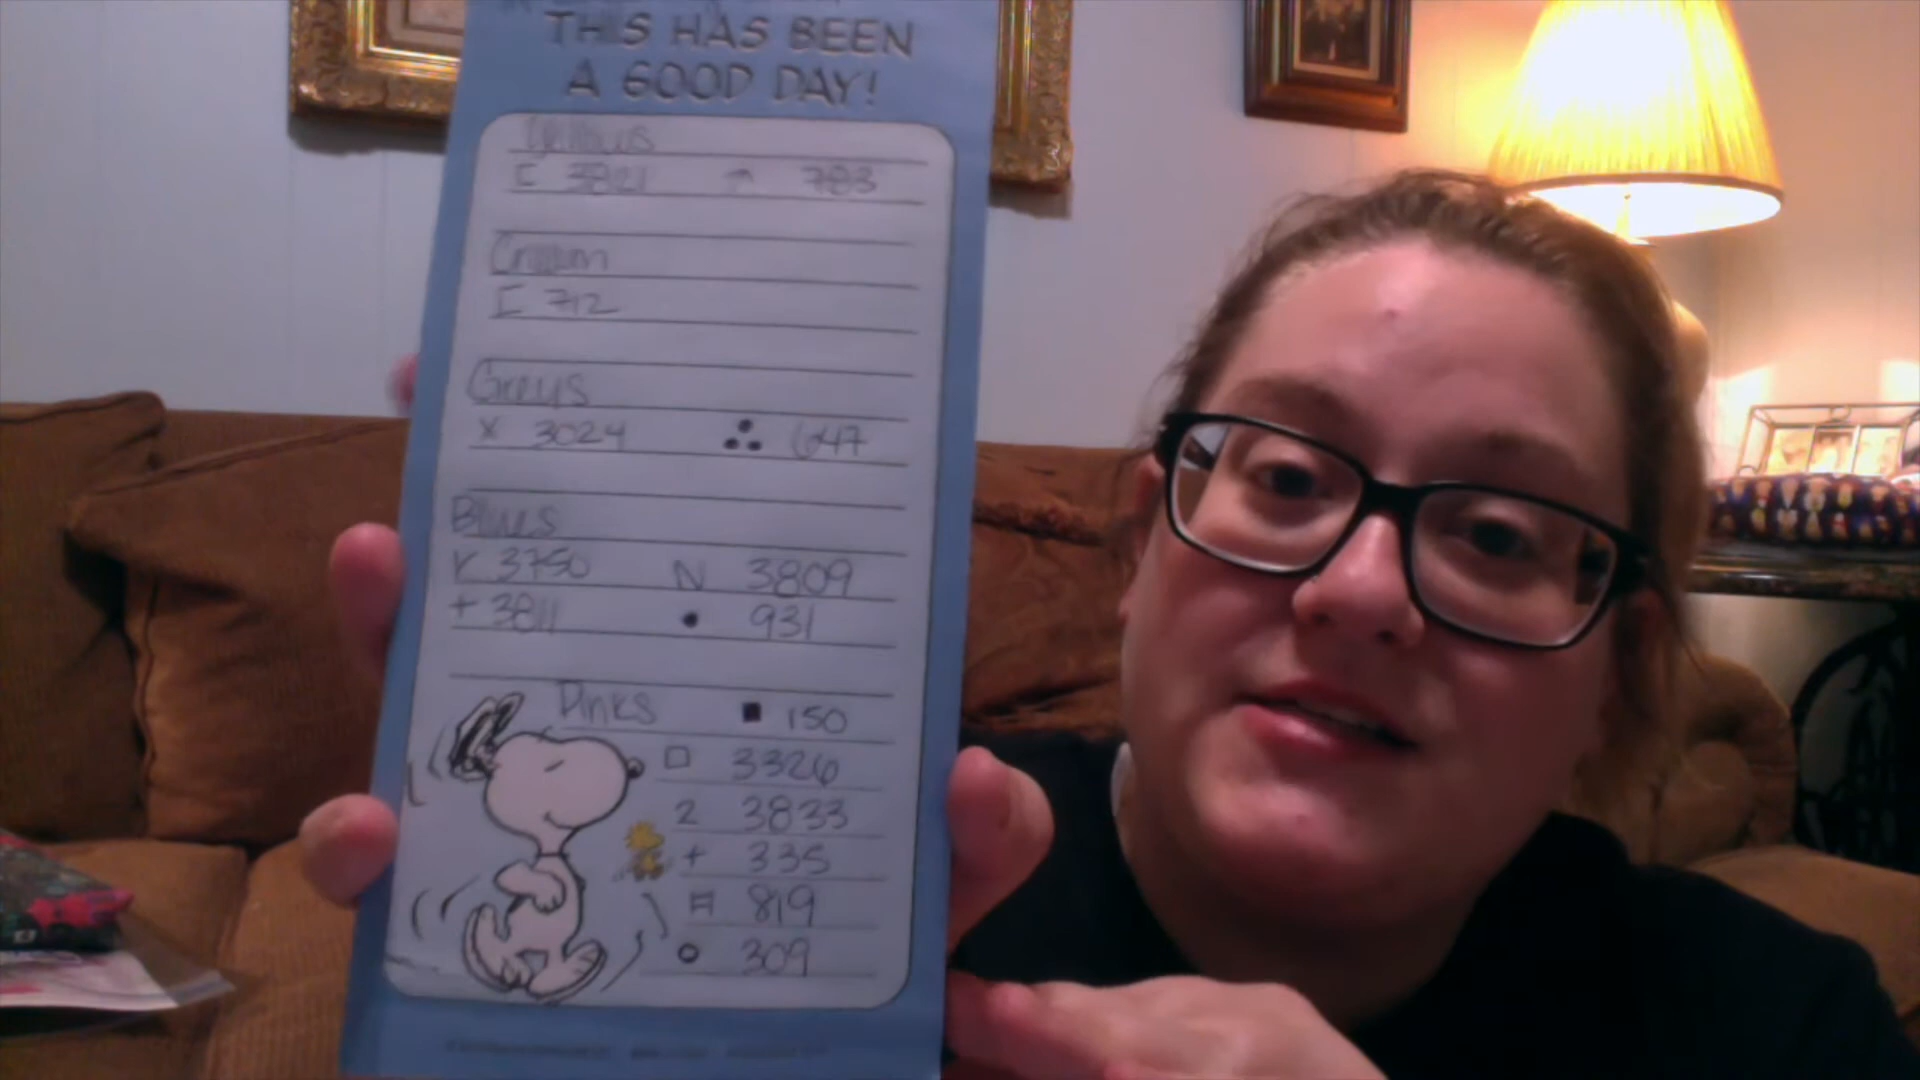 THIS HAS BEEN
A GOOD DAY!
Yellows
C 3821 ↑ 783
Cream
I 712
Greys
X 3024 ∴ 647
Blues
Y 3750 N 3809
+ 3811 • 931
Pinks ■ 150
□ 3326
2 3833
+ 335
# 819
○ 309